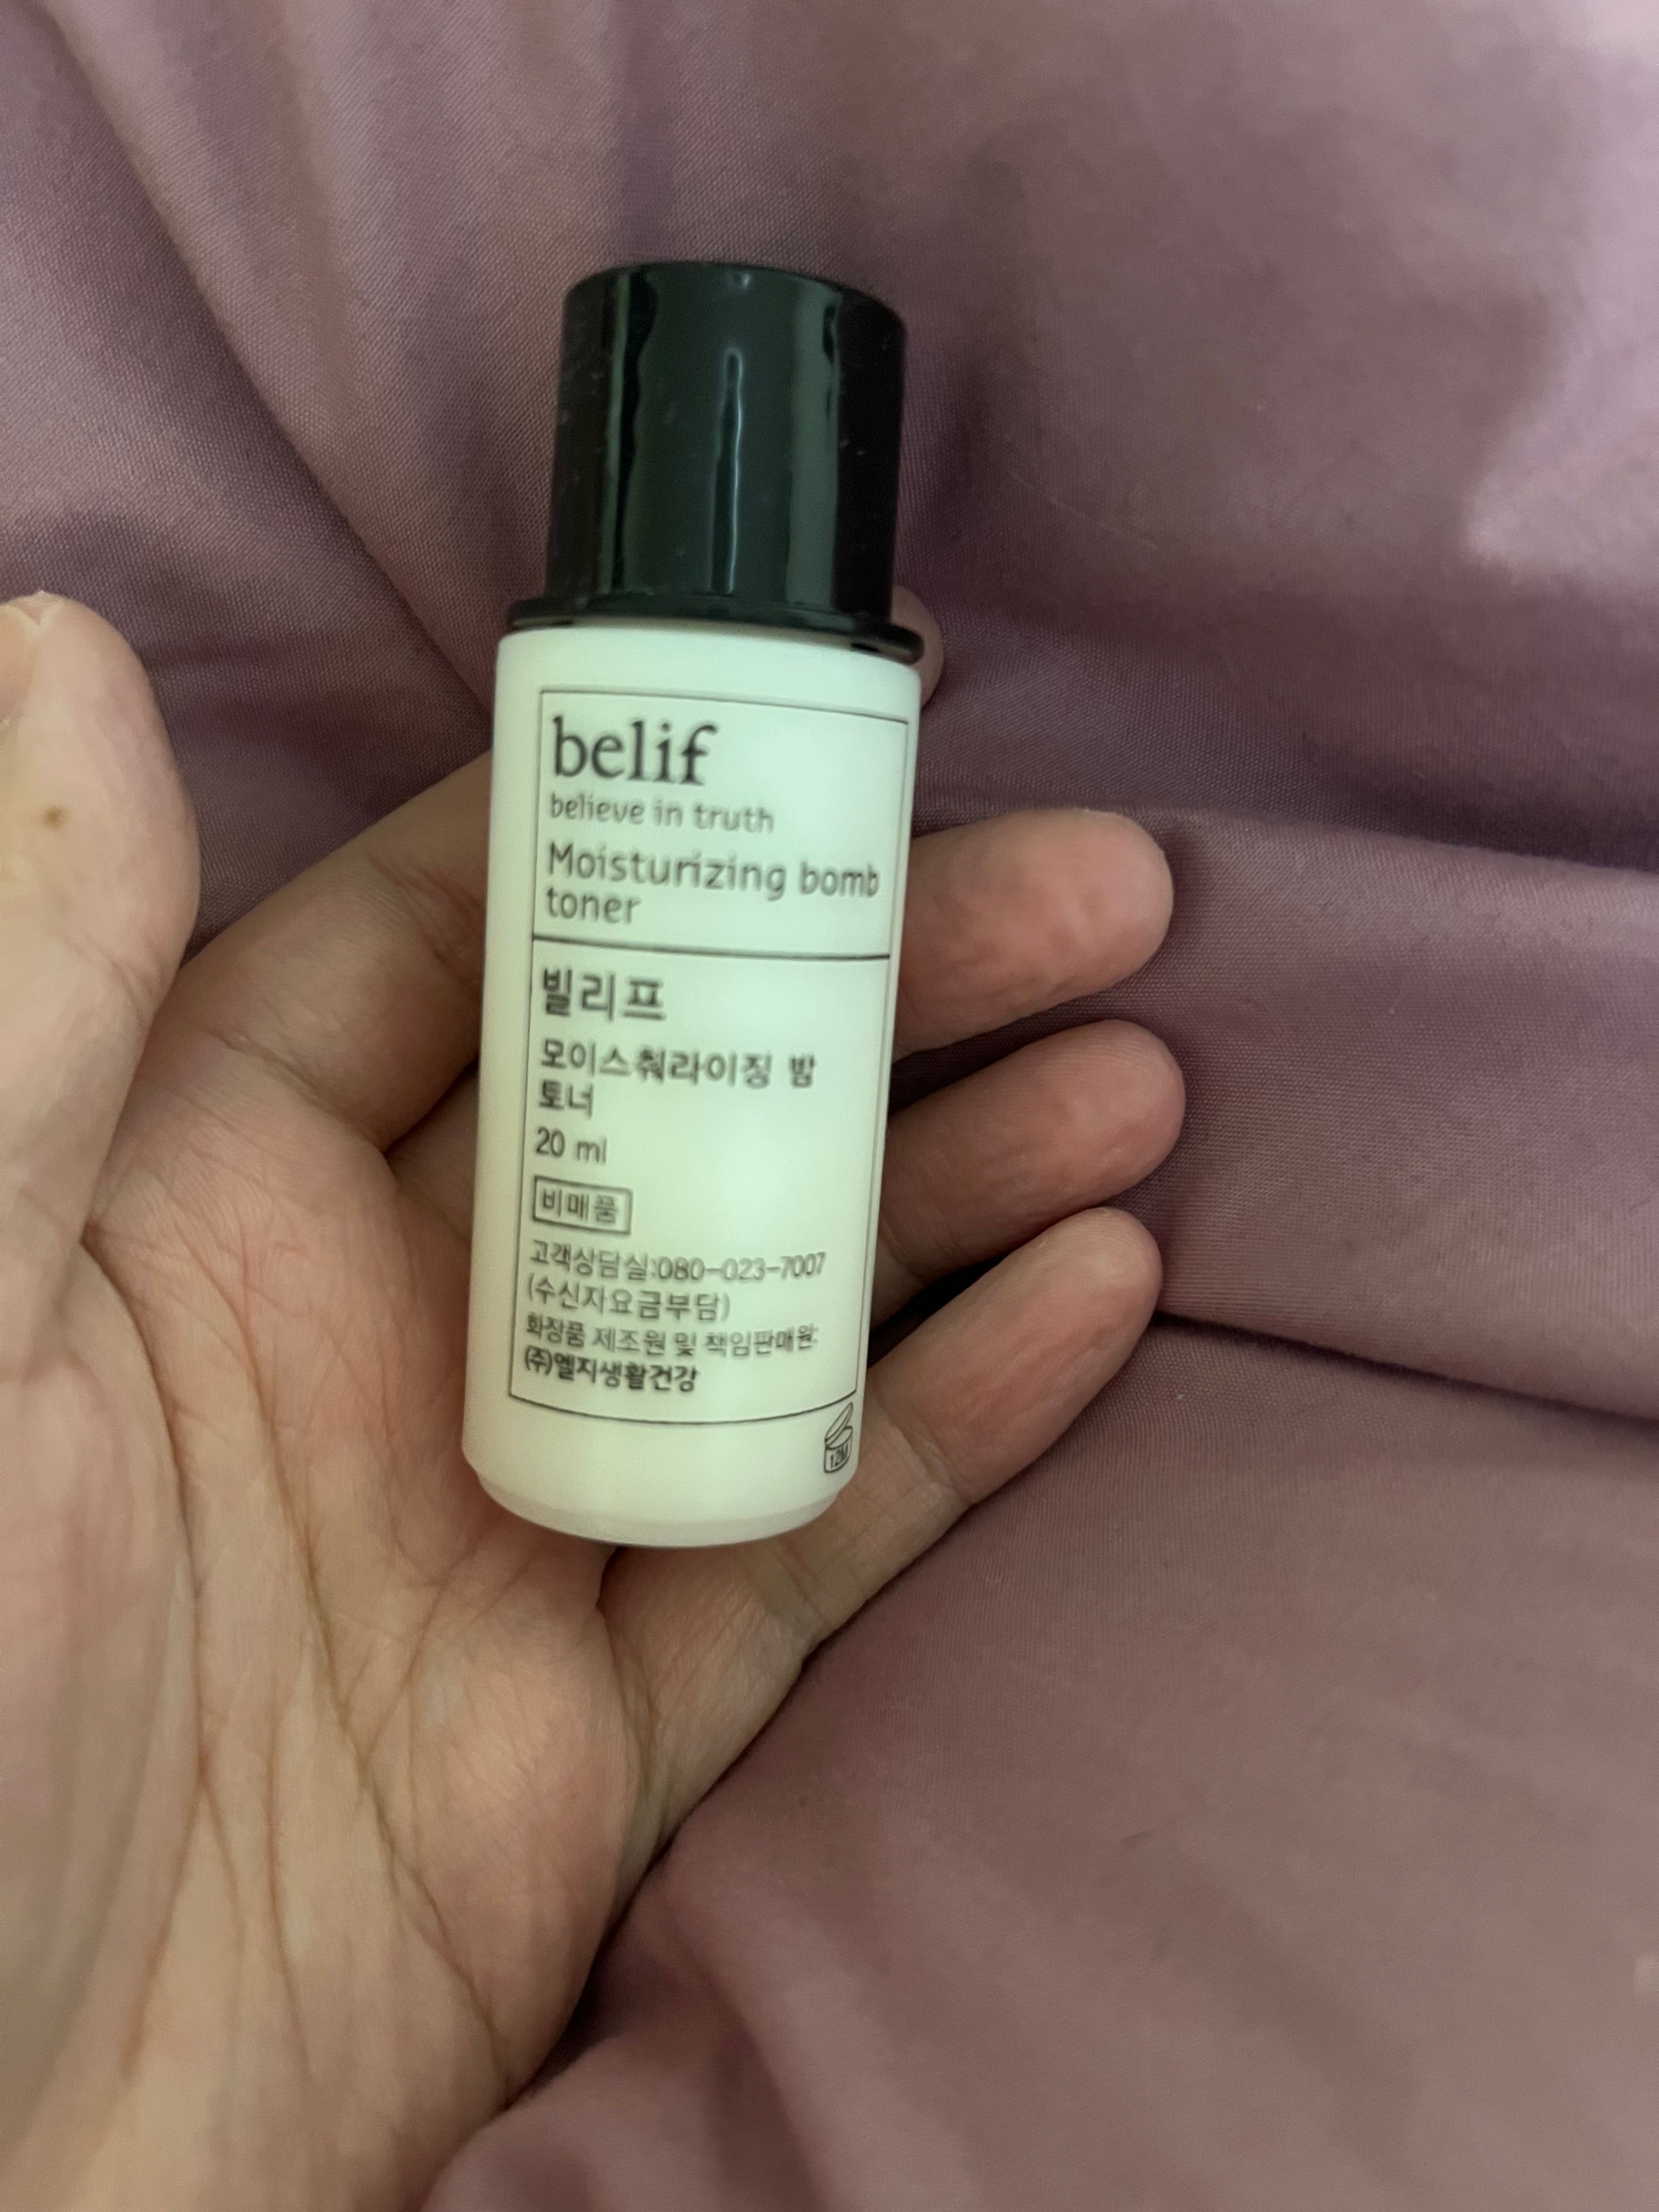 belif
believe in truth
Moisturizing bomb
toner
빌리프
모이스춰라이징 밤
토너
20 ml
비매품
고객상담실:080-023-7007
(수신자요금부담)
화장품 제조원 및 책임판매원:
(주)엘지생활건강
12M